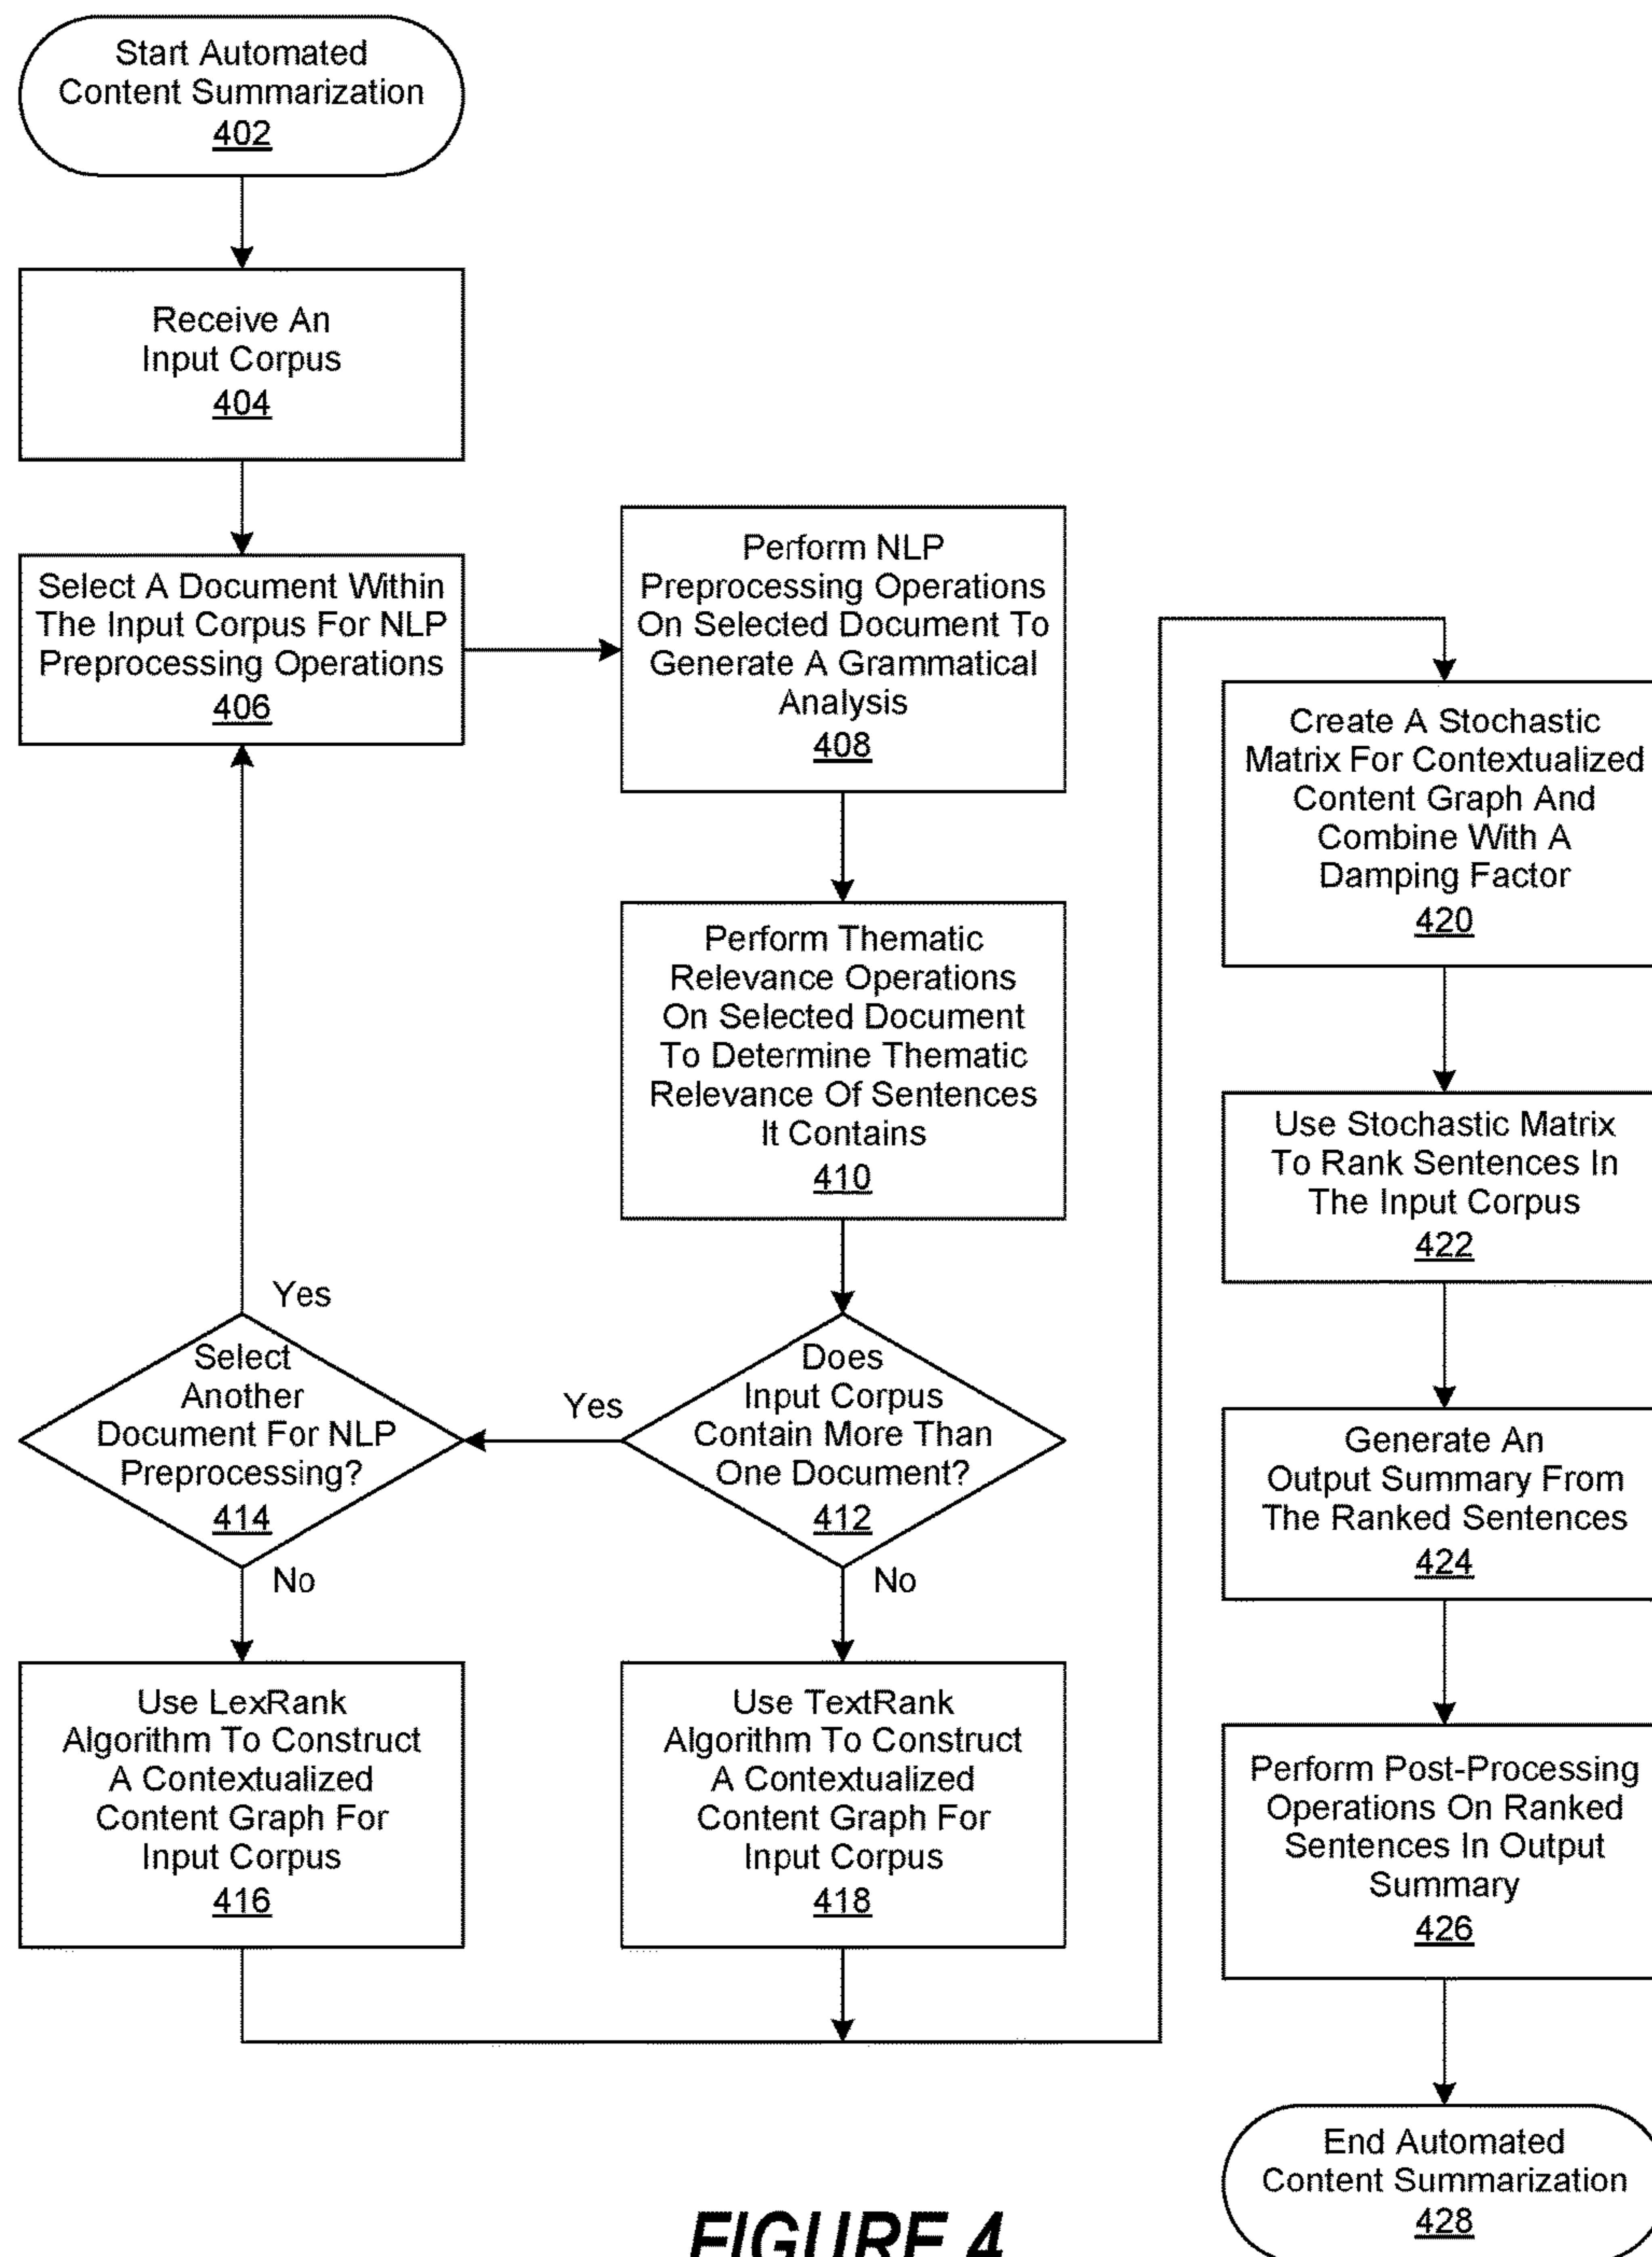 Start Automated
Content Summarization
402
Receive An
Input Corpus
404
Select A Document Within
The Input Corpus For NLP
Preprocessing Operations
406
Perform NLP
Preprocessing Operations
On Selected Document To
Generate A Grammatical
Analysis
408
Perform Thematic
Relevance Operations
On Selected Document
To Determine Thematic
Relevance Of Sentences
It Contains
410
Does
Input Corpus
Contain More Than
One Document?
412
Yes
No
Select
Another
Document For NLP
Preprocessing?
414
Yes
No
Use LexRank
Algorithm To Construct
A Contextualized
Content Graph For
Input Corpus
416
Use TextRank
Algorithm To Construct
A Contextualized
Content Graph For
Input Corpus
418
Create A Stochastic
Matrix For Contextualized
Content Graph And
Combine With A
Damping Factor
420
Use Stochastic Matrix
To Rank Sentences In
The Input Corpus
422
Generate An
Output Summary From
The Ranked Sentences
424
Perform Post-Processing
Operations On Ranked
Sentences In Output
Summary
426
End Automated
Content Summarization
428
FIGURE 4